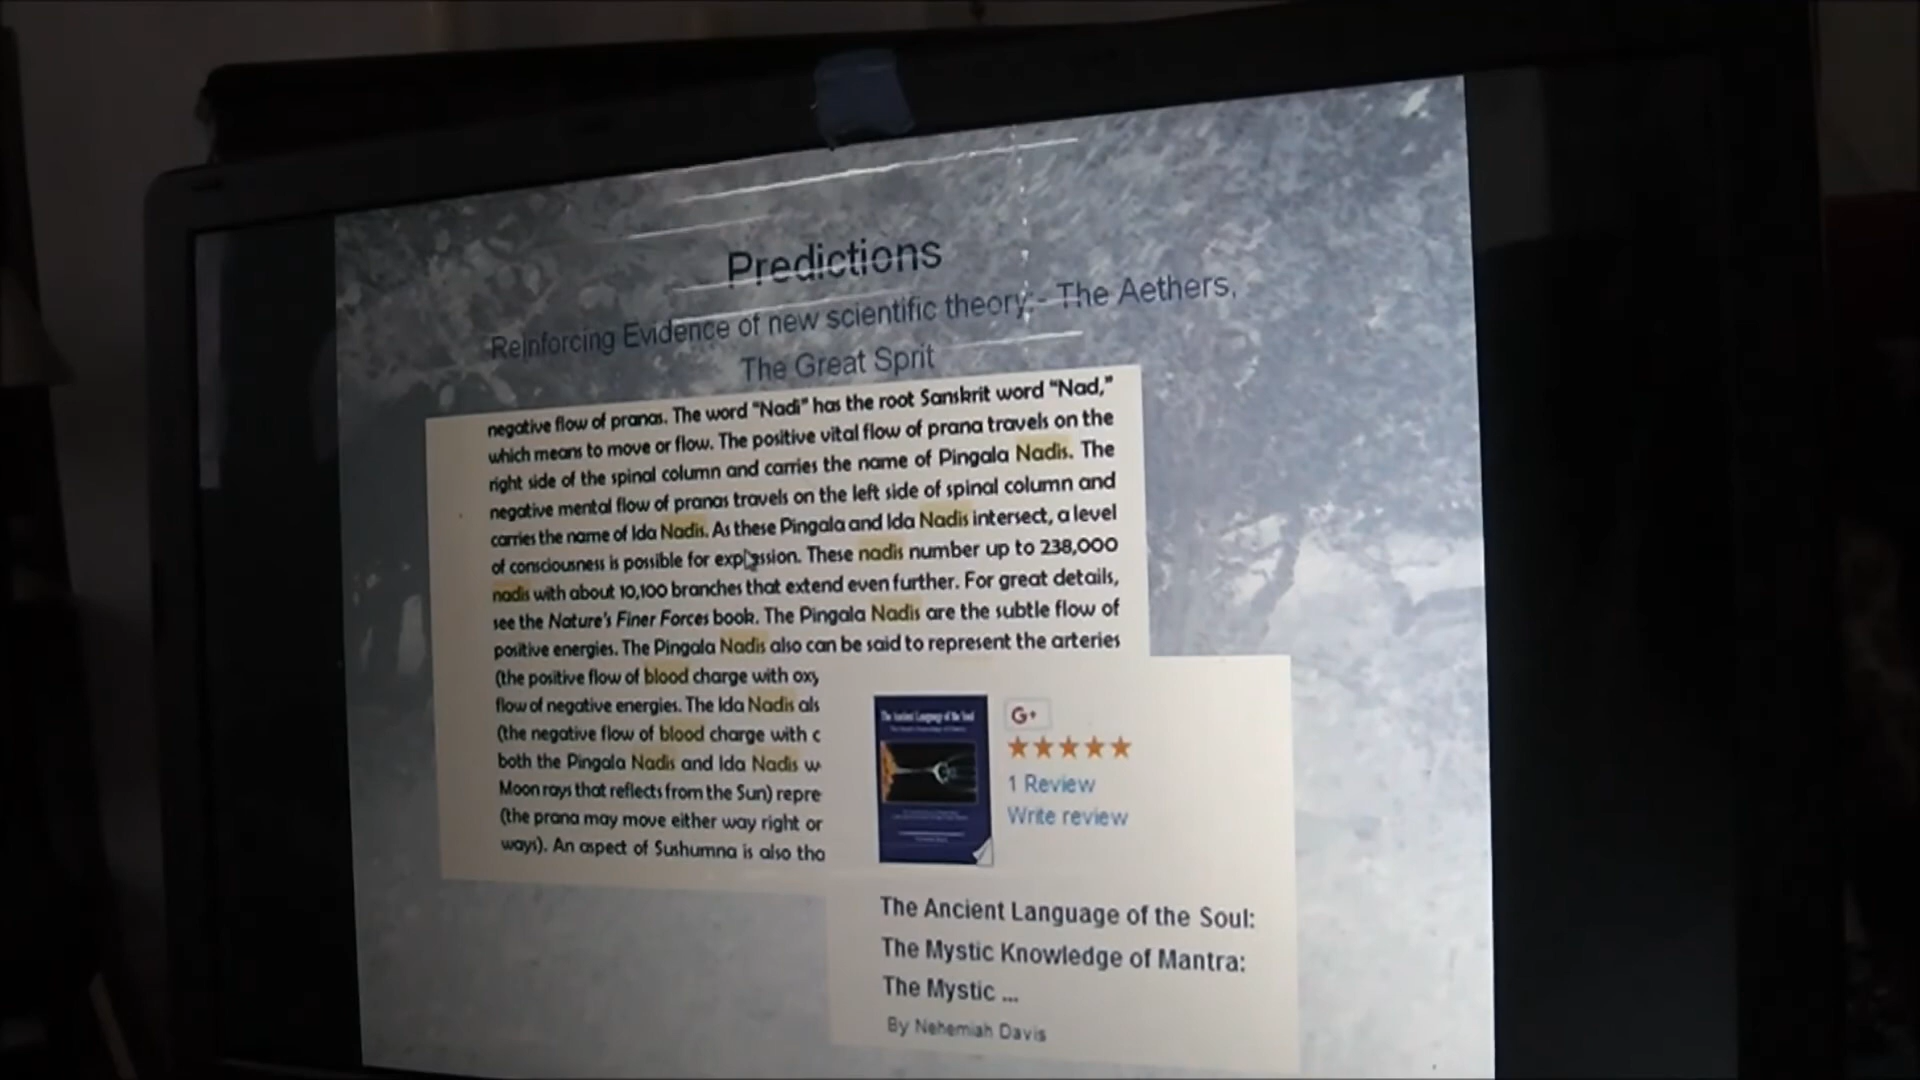 Predictions
Reinforcing Evidence of new scientific theory.- The Aethers,
The Great Sprit
negative flow of pranas. The word "Nadi" has the root Sanskrit word "Nad,"
which means to move or flow. The positive vital flow of prana travels on the
right side of the spinal column and carries the name of Pingala Nadis. The
negative mental flow of pranas travels on the left side of spinal column and
carries the name of Ida Nadis. As these Pingala and Ida Nadis intersect, a level
of consciousness is possible for expression. These nadis number up to 238,000
nadis with about 10,100 branches that extend even further. For great details,
see the Nature's Finer Forces book. The Pingala Nadis are the subtle flow of
positive energies. The Pingala Nadis also can be said to represent the arteries
(the positive flow of blood charge with oxy
flow of negative energies. The Ida Nadis als
(the negative flow of blood charge with c
both the Pingala Nadis and Ida Nadis w
Moon rays that reflects from the Sun) repre
(the prana may move either way right or
ways). An aspect of Sushumna is also tha
The Ancient Language of the Soul
G+
1 Review
Write review
The Ancient Language of the Soul:
The Mystic Knowledge of Mantra:
The Mystic ...
By Nehemiah Davis